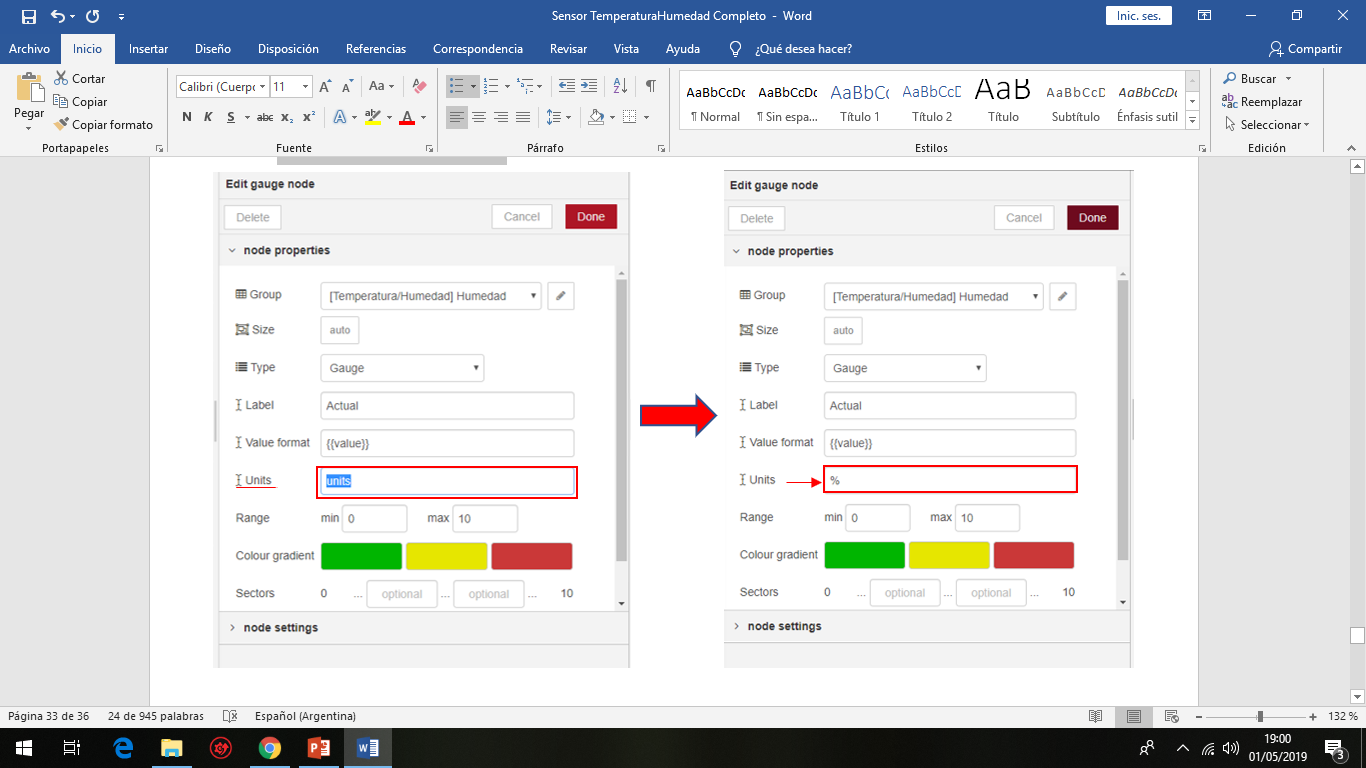 Sensor TemperaturaHumedad Completo - Word
Inic. ses.
Archivo Inicio Insertar Diseño Disposición Referencias Correspondencia Revisar Vista Ayuda ¿Qué desea hacer? Compartir
Pegar
Cortar
Copiar
Copiar formato
Portapapeles
Calibri (Cuerp 11
Aa
N K S abc x₂ x²
Fuente
Párrafo
AaBbCcDc AaBbCcDc AaBbCc AaBbCcD AaB AaBbCcD AaBbCcDc
¶ Normal ¶ Sin espa... Título 1 Título 2 Título Subtítulo Énfasis sutil
Estilos
Buscar
Reemplazar
Seleccionar
Edición
Edit gauge node
Delete Cancel Done
node properties
Group [Temperatura/Humedad] Humedad
Size auto
Type Gauge
Label Actual
Value format {{value}}
Units units
Range min 0 max 10
Colour gradient
Sectors 0 ... optional ... optional ... 10
node settings
Edit gauge node
Delete Cancel Done
node properties
Group [Temperatura/Humedad] Humedad
Size auto
Type Gauge
Label Actual
Value format {{value}}
Units %
Range min 0 max 10
Colour gradient
Sectors 0 ... optional ... optional ... 10
node settings
Página 33 de 36 24 de 945 palabras Español (Argentina) 132 %
19:00
01/05/2019
3